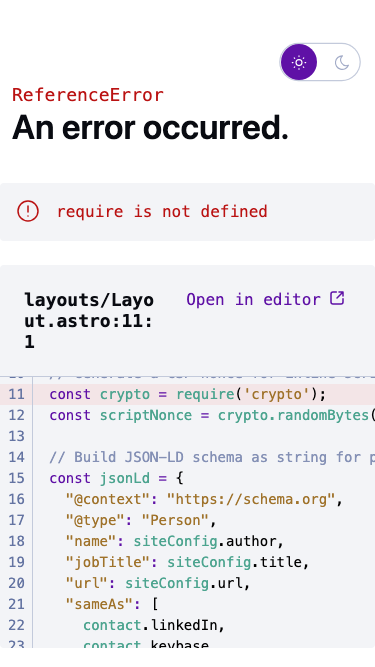 ReferenceError
An error occurred.
require is not defined
layouts/Layo
ut.astro:11:
1
Open in editor
11 const crypto = require('crypto');
12 const scriptNonce = crypto.randomBytes(
13
14 // Build JSON-LD schema as string for p
15 const jsonLd = {
16 "@context": "https://schema.org",
17 "@type": "Person",
18 "name": siteConfig.author,
19 "jobTitle": siteConfig.title,
20 "url": siteConfig.url,
21 "sameAs": [
22 contact.linkedIn,
23 contact.keybase